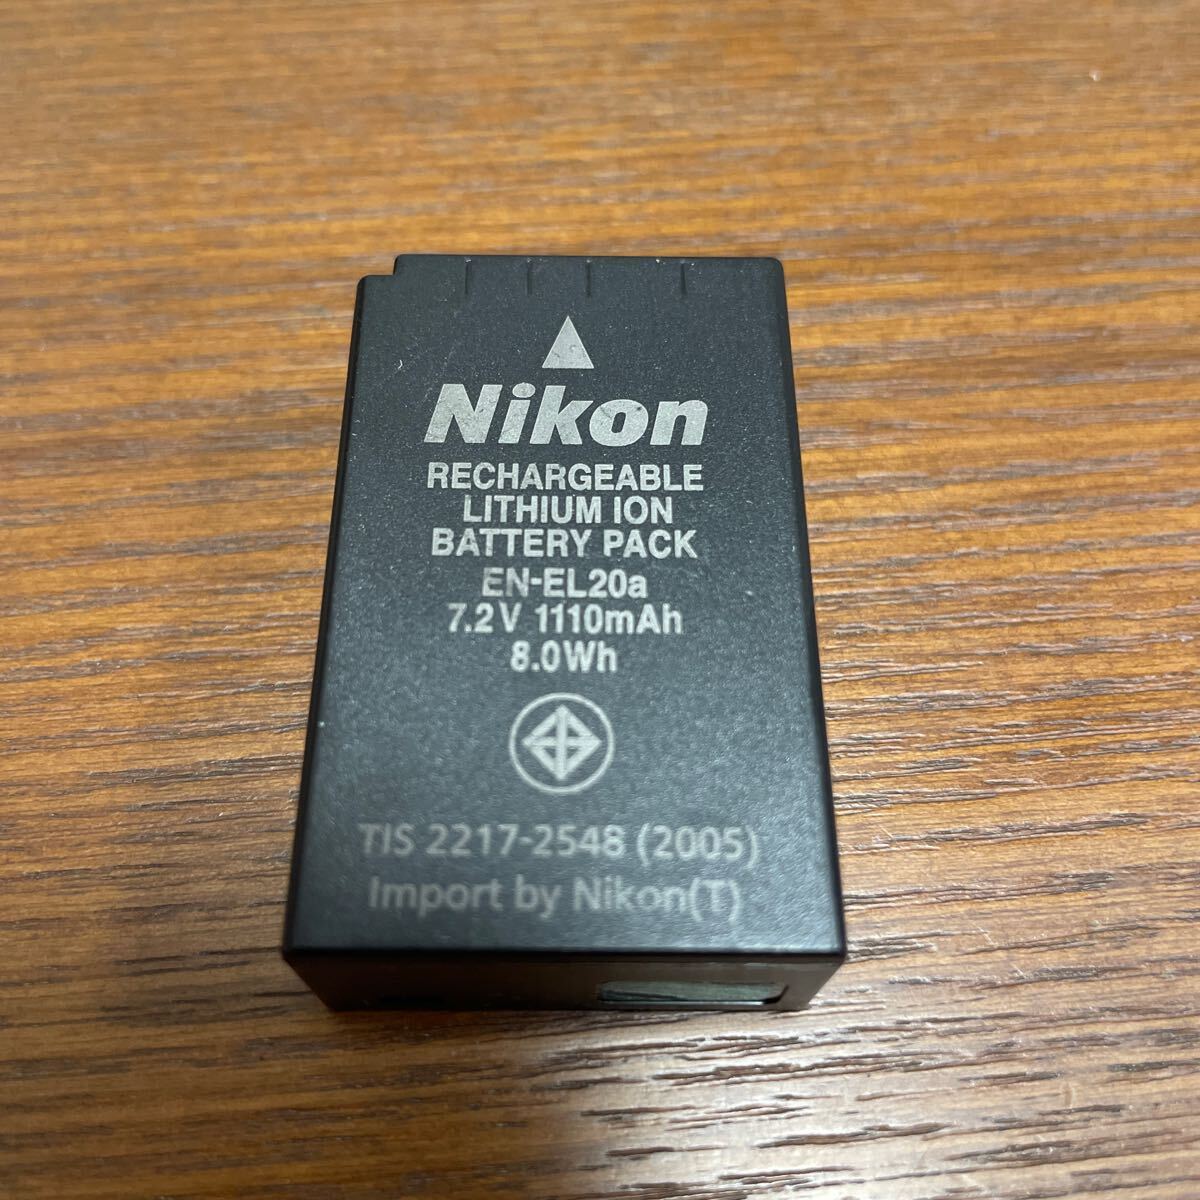 Nikon
RECHARGEABLE
LITHIUM ION
BATTERY PACK
EN-EL20a
7.2V 1110mAh
8.0Wh
TIS 2217-2548 (2005)
Import by Nikon(T)